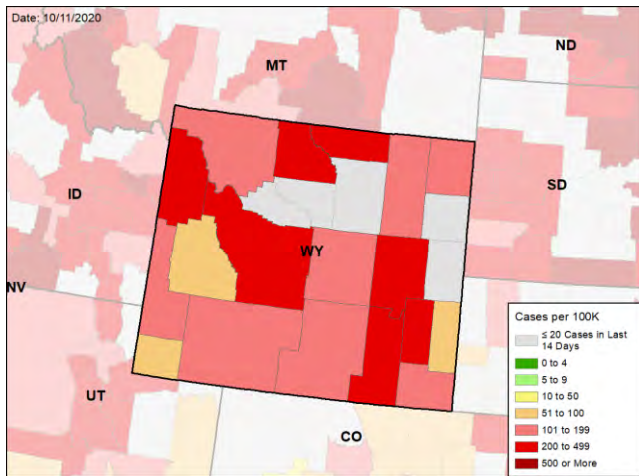 Date: 10/11/2020
ND
MT
ID
SD
WY
NV
UT
CO
Cases per 100K
≤ 20 Cases in Last
14 Days
0 to 4
5 to 9
10 to 50
51 to 100
101 to 199
200 to 499
500 or More